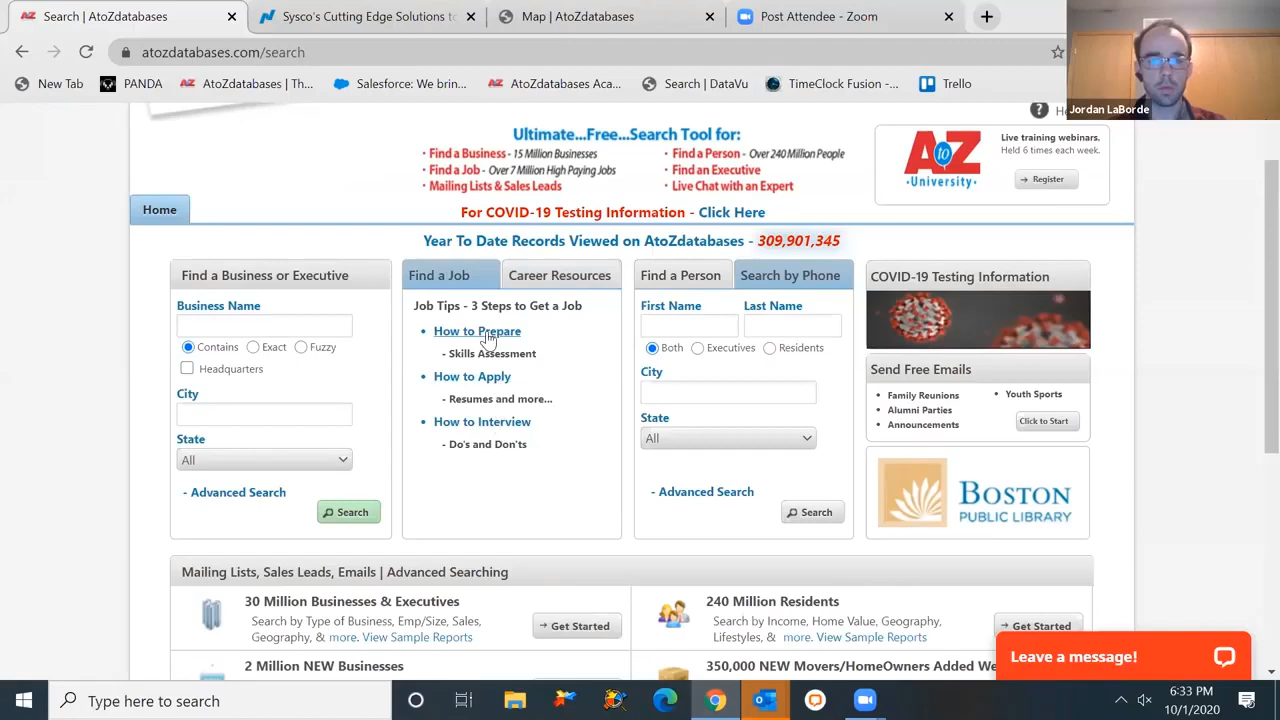 Search | AtoZdatabases
Sysco's Cutting Edge Solutions to
Map | AtoZdatabases
Post Attendee - Zoom
atozdatabases.com/search
New Tab
PANDA
AtoZdatabases | Th...
Salesforce: We brin...
AtoZdatabases Aca...
Search | DataVu
TimeClock Fusion -...
Trello
Jordan LaBorde
Ultimate...Free...Search Tool for:
• Find a Business - 15 Million Businesses
• Find a Person - Over 240 Million People
• Find a Job - Over 7 Million High Paying Jobs
• Find an Executive
• Mailing Lists & Sales Leads
• Live Chat with an Expert
A to Z
·University·
Live training webinars.
Held 6 times each week.
Register
Home
For COVID-19 Testing Information - Click Here
Year To Date Records Viewed on AtoZdatabases - 309,901,345
Find a Business or Executive
Business Name
Contains
Exact
Fuzzy
Headquarters
City
State
All
- Advanced Search
Search
Find a Job
Career Resources
Job Tips - 3 Steps to Get a Job
• How to Prepare
- Skills Assessment
• How to Apply
- Resumes and more...
• How to Interview
- Do's and Don'ts
Find a Person
Search by Phone
First Name
Last Name
Both
Executives
Residents
City
State
All
- Advanced Search
Search
COVID-19 Testing Information
Send Free Emails
• Family Reunions
• Youth Sports
• Alumni Parties
• Announcements
Click to Start
BOSTON
PUBLIC LIBRARY
Mailing Lists, Sales Leads, Emails | Advanced Searching
30 Million Businesses & Executives
Search by Type of Business, Emp/Size, Sales,
Geography, & more. View Sample Reports
Get Started
240 Million Residents
Search by Income, Home Value, Geography,
Lifestyles, & more. View Sample Reports
Get Started
2 Million NEW Businesses
350,000 NEW Movers/HomeOwners Added We
Leave a message!
Type here to search
6:33 PM
10/1/2020